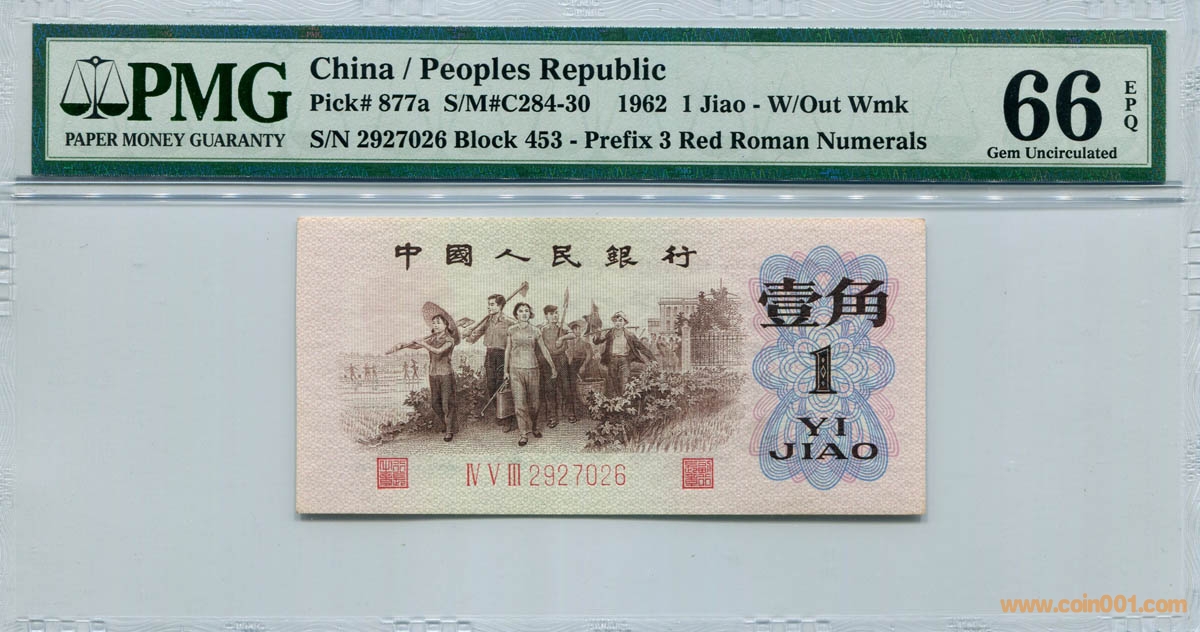 PMG
PAPER MONEY GUARANTY
China / Peoples Republic
Pick# 877a S/M#C284-30 1962 1 Jiao - W/Out Wmk
S/N 2927026 Block 453 - Prefix 3 Red Roman Numerals
66
EPQ
Gem Uncirculated
中國人民銀行
壹角
1
YI
JIAO
IV V III 2927026
www.coin001.com